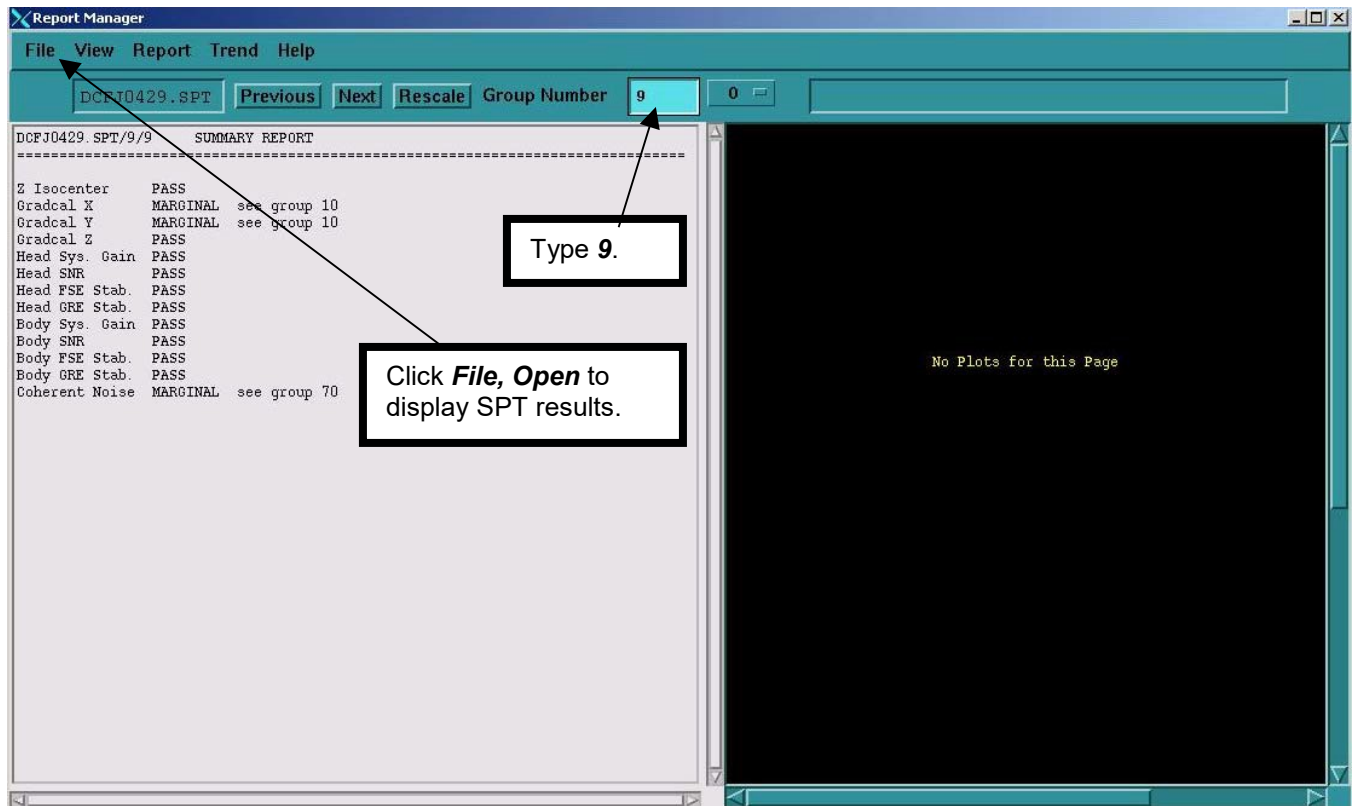 Report Manager
File View Report Trend Help
DCFJ0429.SPT Previous Next Rescale Group Number 9 0
DCFJ0429.SPT/9/9 SUMMARY REPORT
================================================================================
Z Isocenter PASS
Gradcal X MARGINAL see group 10
Gradcal Y MARGINAL see group 10
Gradcal Z PASS
Head Sys. Gain PASS
Head SNR PASS
Head FSE Stab. PASS
Head GRE Stab. PASS
Body Sys. Gain PASS
Body SNR PASS
Body FSE Stab. PASS
Body GRE Stab. PASS
Coherent Noise MARGINAL see group 70
Type 9.
Click File, Open to
display SPT results.
No Plots for this Page